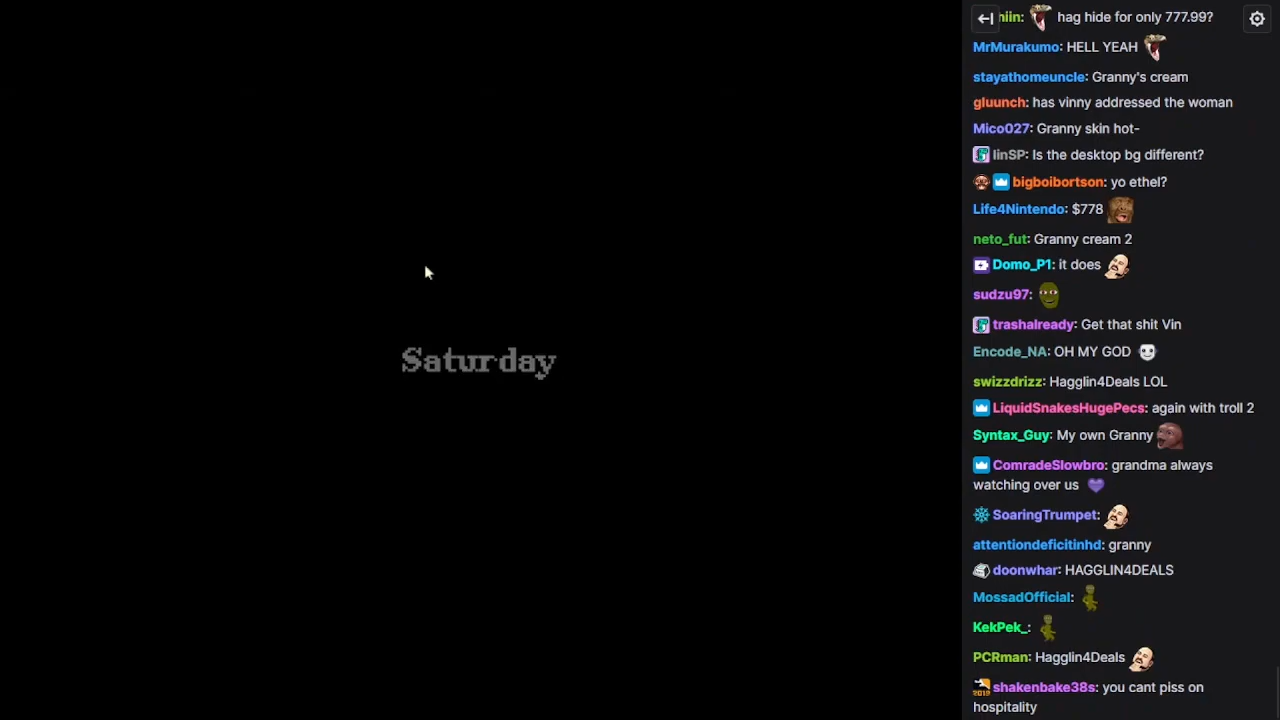 Saturday
hiin: hag hide for only 777.99?
MrMurakumo: HELL YEAH
stayathomeuncle: Granny's cream
gluunch: has vinny addressed the woman
Mico027: Granny skin hot-
linSP: Is the desktop bg different?
bigboibortson: yo ethel?
Life4Nintendo: $778
neto_fut: Granny cream 2
Domo_P1: it does
sudzu97:
trashalready: Get that shit Vin
Encode_NA: OH MY GOD
swizzdrizz: Hagglin4Deals LOL
LiquidSnakesHugePecs: again with troll 2
Syntax_Guy: My own Granny
ComradeSlowbro: grandma always
watching over us
SoaringTrumpet:
attentiondeficitinhd: granny
doonwhar: HAGGLIN4DEALS
MossadOfficial:
KekPek_:
PCRman: Hagglin4Deals
shakenbake38s: you cant piss on
hospitality